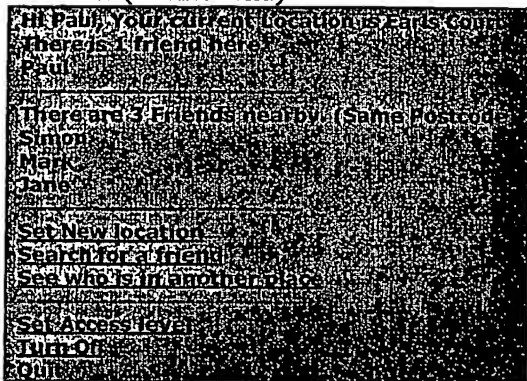 Hi Paul, Your current Location is Earls Cour
There is 1 friend here.
Paul
There are 3 Friends nearby. (Same Postcode
Simon
Mark
Jane
Set New location
Search for a friend
See who is in another place
Set Access level
Turn Off
Quit